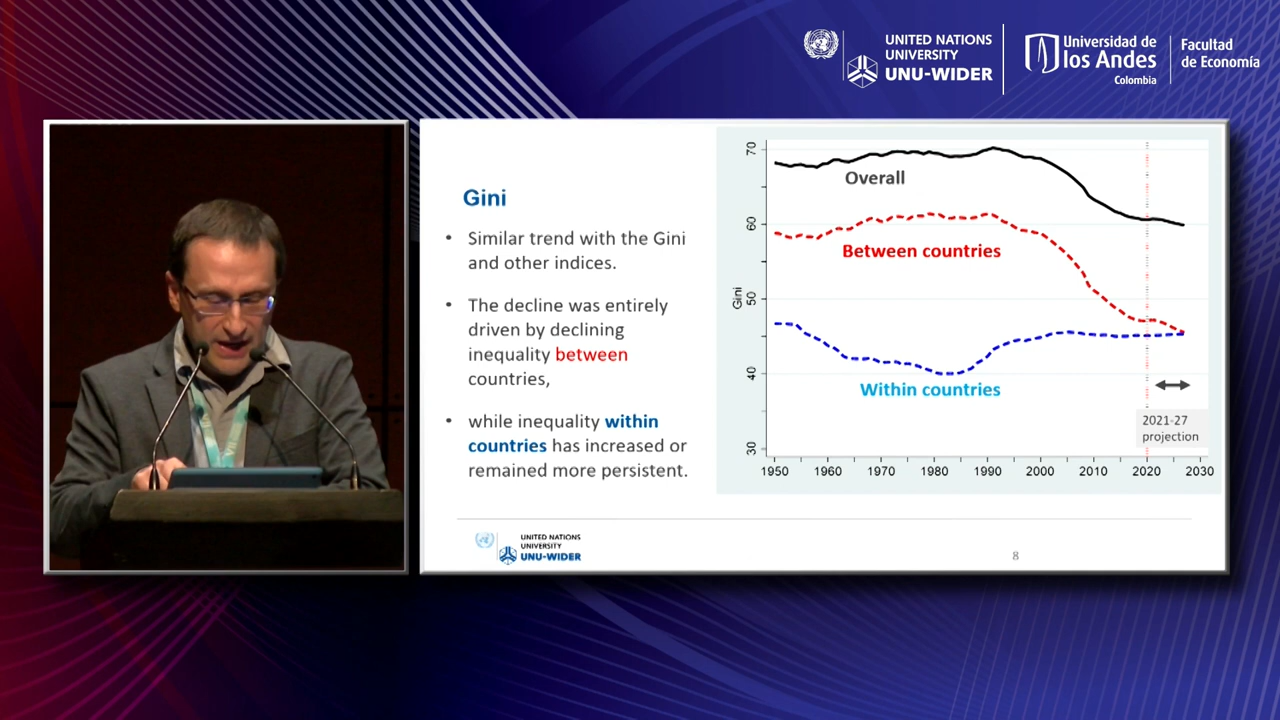 UNITED NATIONS
UNIVERSITY
UNU-WIDER
Universidad de
los Andes
Colombia
Facultad
de Economía
Gini
• Similar trend with the Gini
and other indices.
• The decline was entirely
driven by declining
inequality between
countries,
• while inequality within
countries has increased or
remained more persistent.
70
60
50
40
30
Gini
Overall
Between countries
Within countries
2021-27
projection
1950 1960 1970 1980 1990 2000 2010 2020 2030
UNITED NATIONS
UNIVERSITY
UNU-WIDER
8